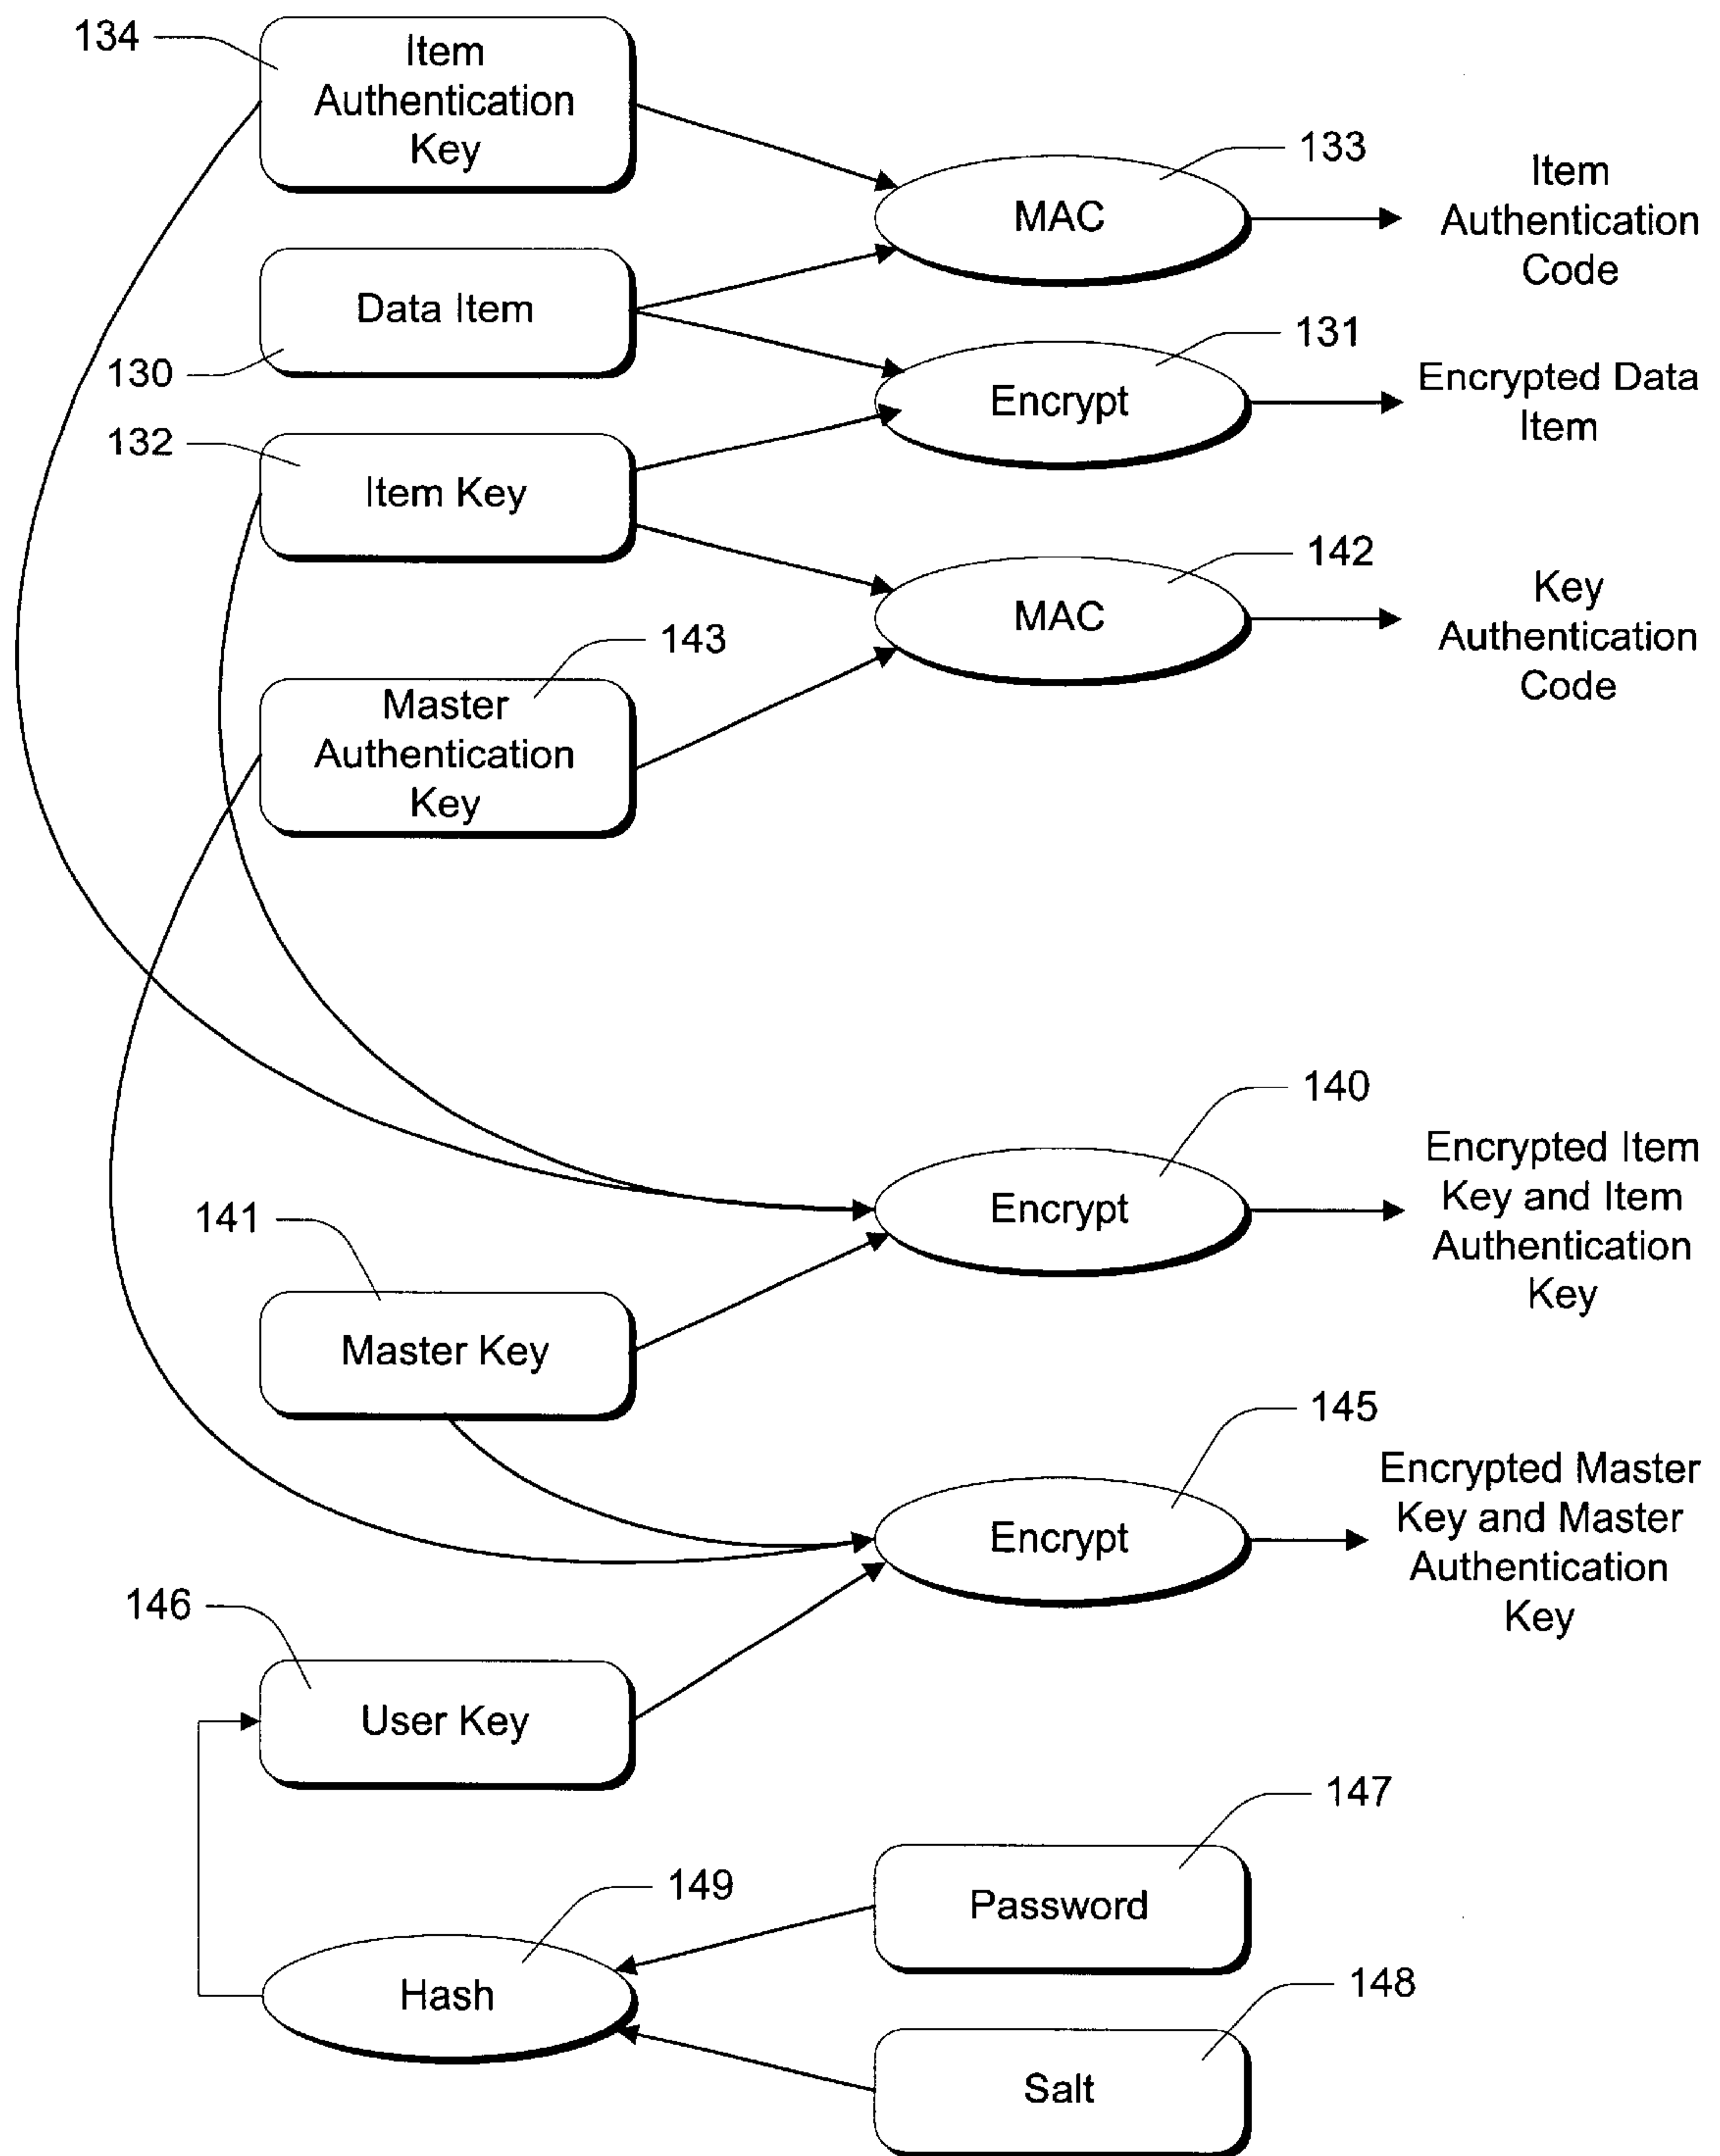 134
Item
Authentication
Key
133
MAC
Item
Authentication
Code
Data Item
130
131
Encrypt
Encrypted Data
Item
132
Item Key
142
MAC
Key
Authentication
Code
143
Master
Authentication
Key
140
Encrypt
Encrypted Item
Key and Item
Authentication
Key
141
Master Key
145
Encrypt
Encrypted Master
Key and Master
Authentication
Key
146
User Key
147
Password
149
Hash
148
Salt